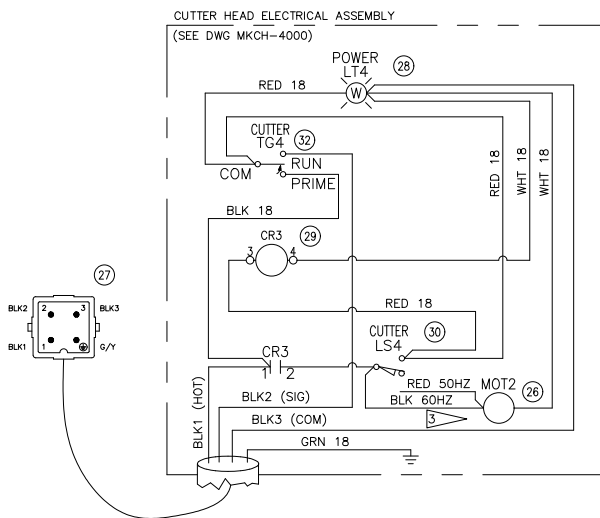 CUTTER HEAD ELECTRICAL ASSEMBLY
(SEE DWG MKCH-4000)
POWER
LT4
28
W
RED 18
CUTTER
TG4
32
COM
RUN
PRIME
RED 18
WHT 18
WHT 18
BLK 18
CR3
29
3
4
27
BLK2
2
3
BLK3
BLK1
1
G/Y
RED 18
CUTTER
LS4
30
CR3
1
2
RED 50HZ
MOT2
26
BLK 60HZ
3
BLK1 (HOT)
BLK2 (SIG)
BLK3 (COM)
GRN 18